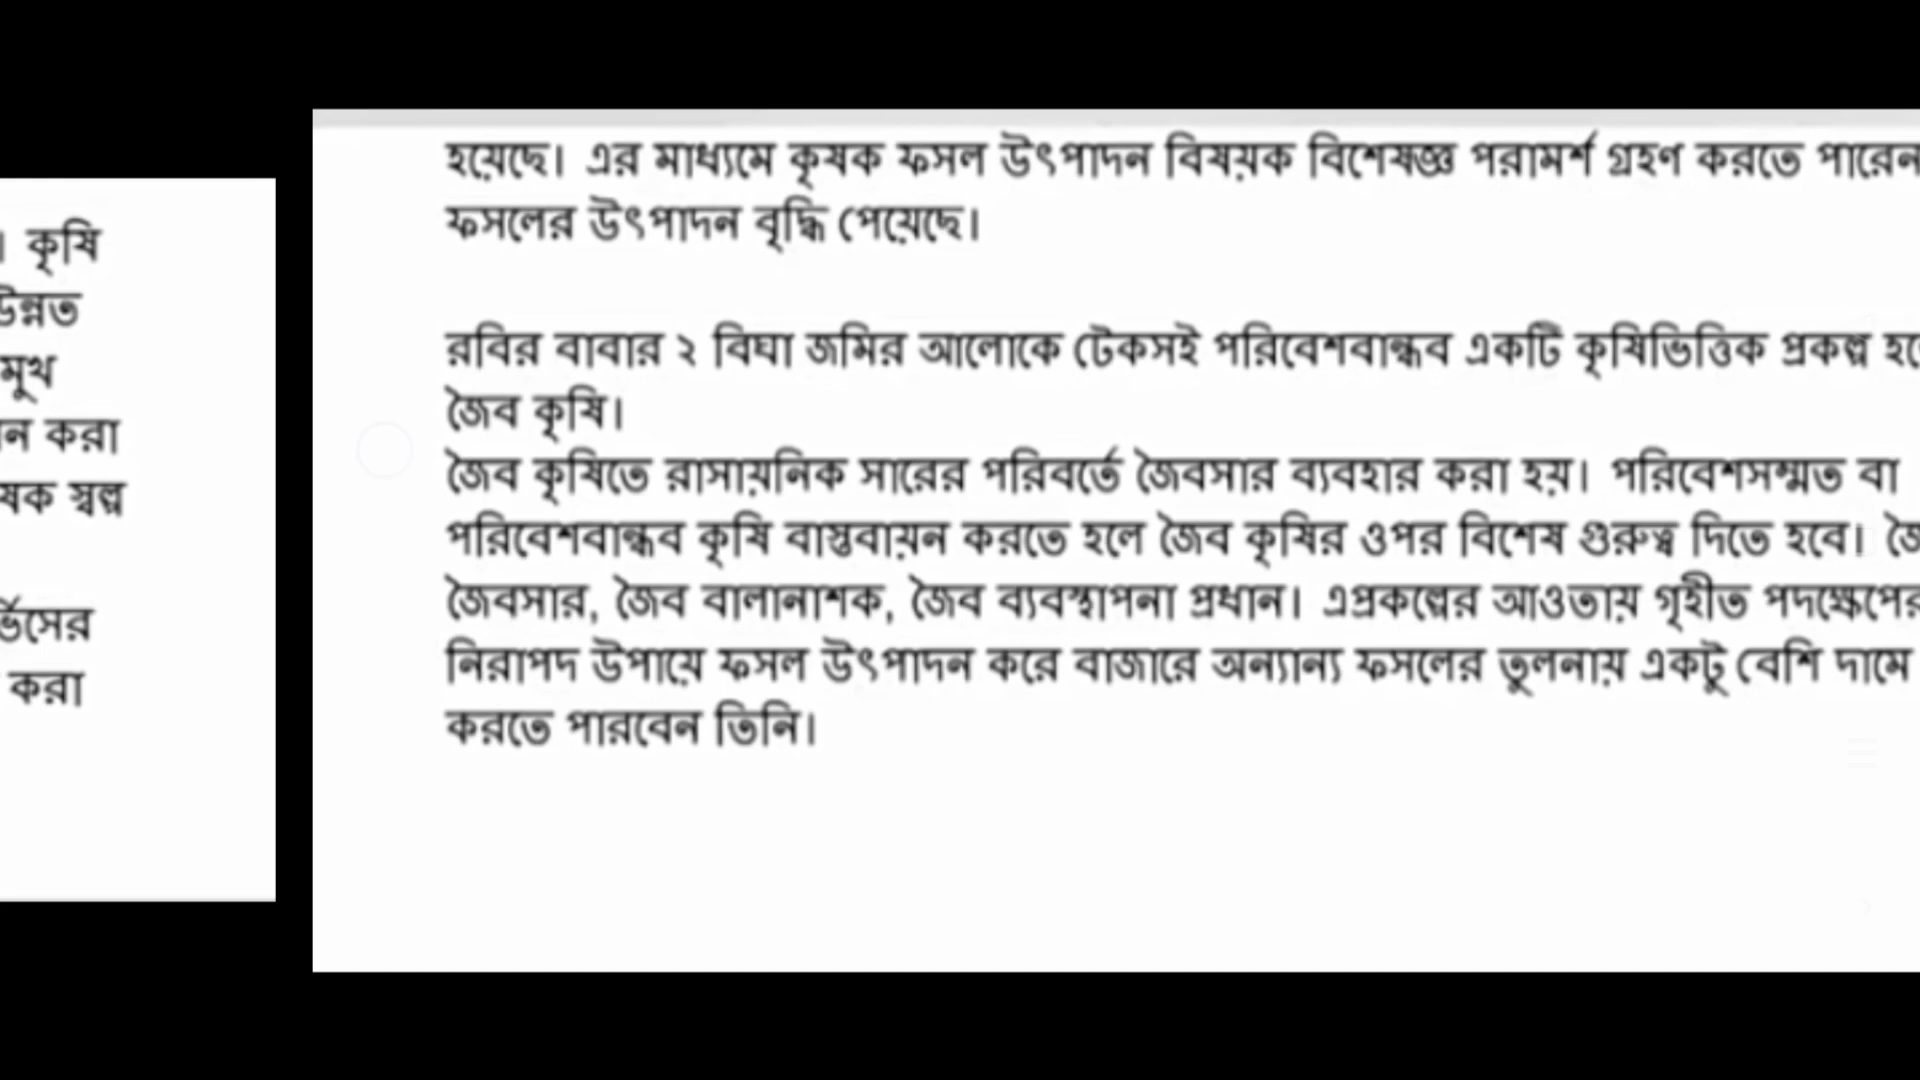 । কৃষি
উন্নত
মুখ
করা
স্বল্প
করা
হয়েছে। এর মাধ্যমে কৃষক ফসল উৎপাদন বিষয়ক বিশেষজ্ঞ পরামর্শ গ্রহণ করতে পারেন
ফসলের উৎপাদন বৃদ্ধি পেয়েছে।
রবির বাবার ২ বিঘা জমির আলোকে টেকসই পরিবেশবান্ধব একটি কৃষিভিত্তিক প্রকল্প
জৈব কৃষি।
জৈব কৃষিতে রাসায়নিক সারের পরিবর্তে জৈবসার ব্যবহার করা হয়। পরিবেশসম্মত বা
পরিবেশবান্ধব কৃষি বাস্তবায়ন করতে হলে জৈব কৃষির ওপর বিশেষ গুরুত্ব দিতে হবে।
জৈবসার, জৈব বালানাশক, জৈব ব্যবস্থাপনা প্রধান। এপ্রকল্পের আওতায় গৃহীত পদক্ষেপের
নিরাপদ উপায়ে ফসল উৎপাদন করে বাজারে অন্যান্য ফসলের তুলনায় একটু বেশি দামে
করতে পারবেন তিনি।